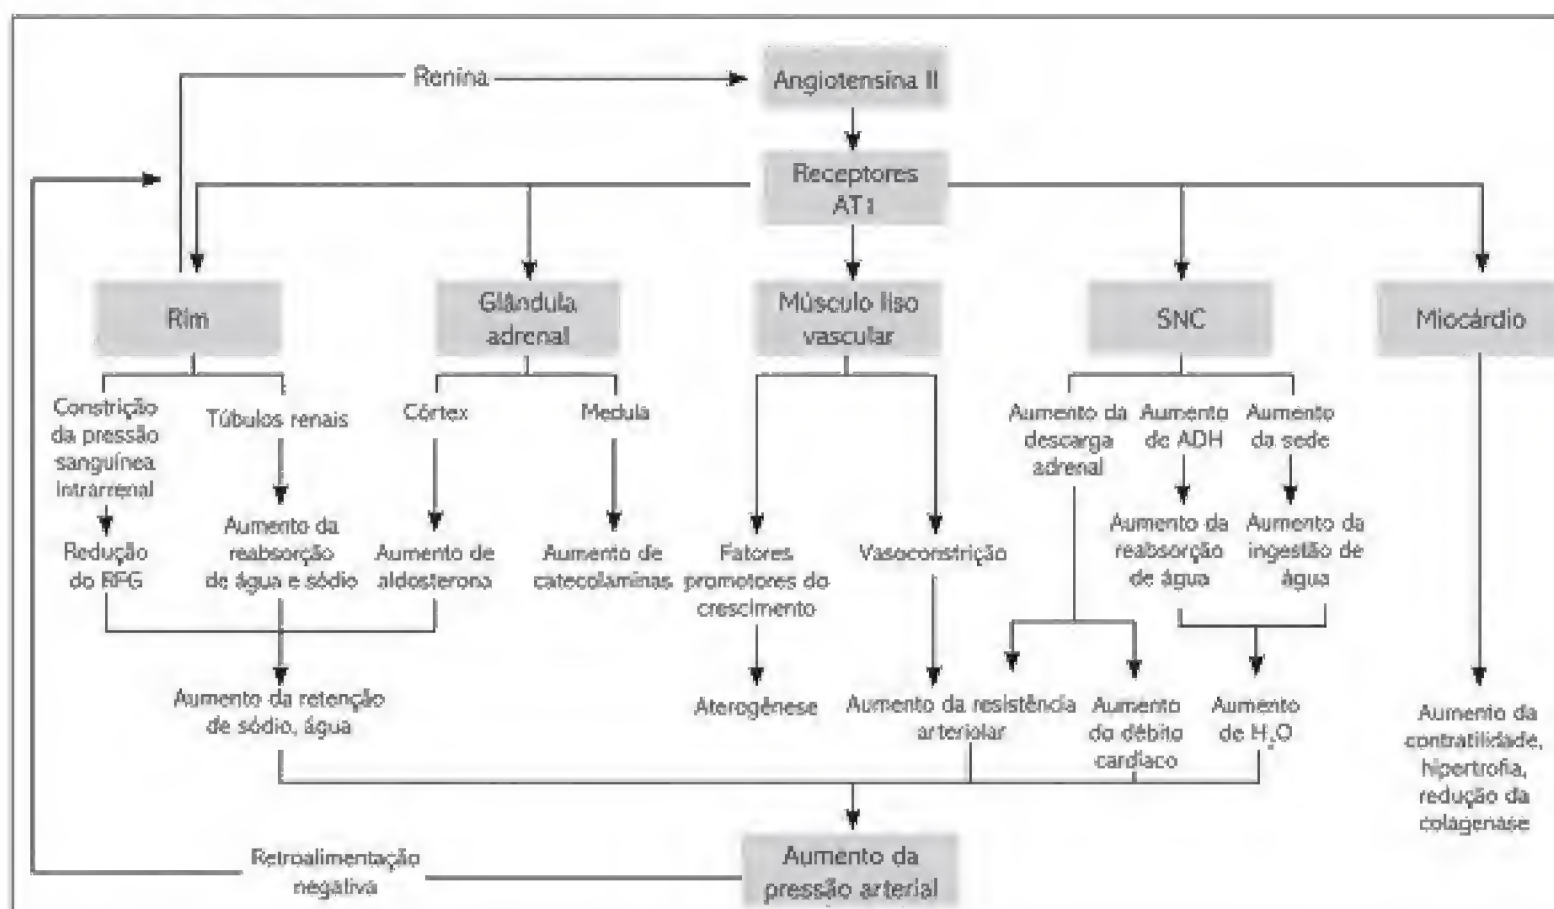 Renina
Angiotensina II
Receptores
AT1
Rim
Glândula
adrenal
Músculo liso
vascular
SNC
Miocárdio
Constrição
da pressão
sanguínea
intrarrenal
Túbulos renais
Córtex
Medula
Aumento da
descarga
adrenal
Aumento
de ADH
Aumento
da sede
Redução
do RFG
Aumento da
reabsorção
de água e sódio
Aumento de
aldosterona
Aumento de
catecolaminas
Fatores
promotores do
crescimento
Vasoconstrição
Aumento da
reabsorção
de água
Aumento da
ingestão de
água
Aumento da retenção
de sódio, água
Aterogênese
Aumento da resistência
arteriolar
Aumento
do débito
cardíaco
Aumento
de H₂O
Aumento da
contratilidade,
hipertrofia,
redução da
colagenase
Retroalimentação
negativa
Aumento da
pressão arterial